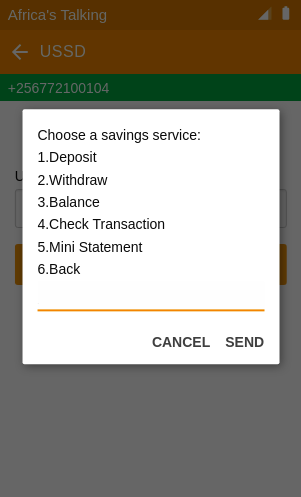 Africa's Talking
USSD
+256772100104
Choose a savings service:
1.Deposit
2.Withdraw
3.Balance
4.Check Transaction
5.Mini Statement
6.Back
CANCEL SEND